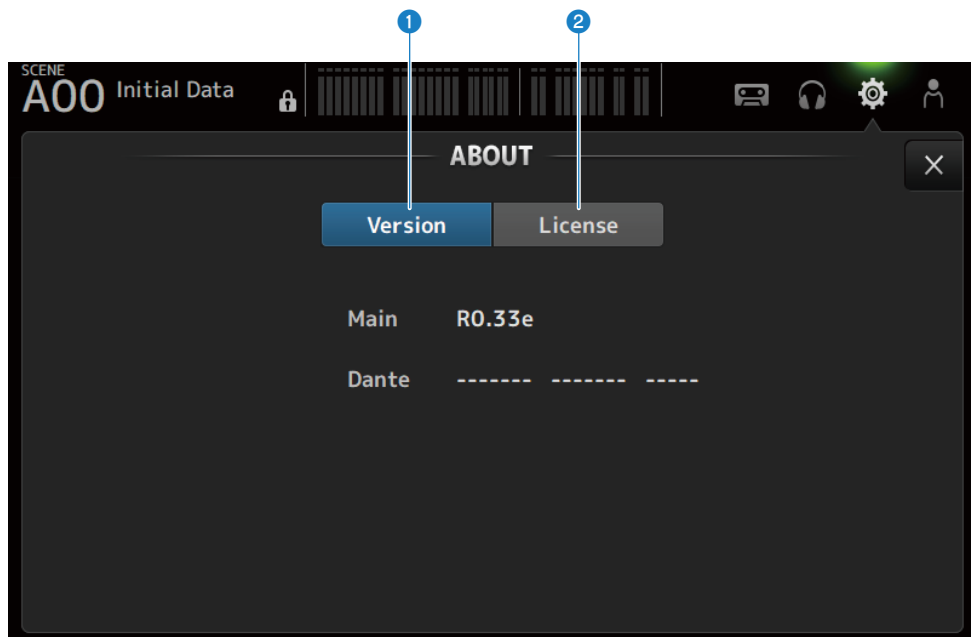 1 2
SCENE
A00 Initial Data
ABOUT
Version License
Main R0.33e
Dante ------- ------- -----